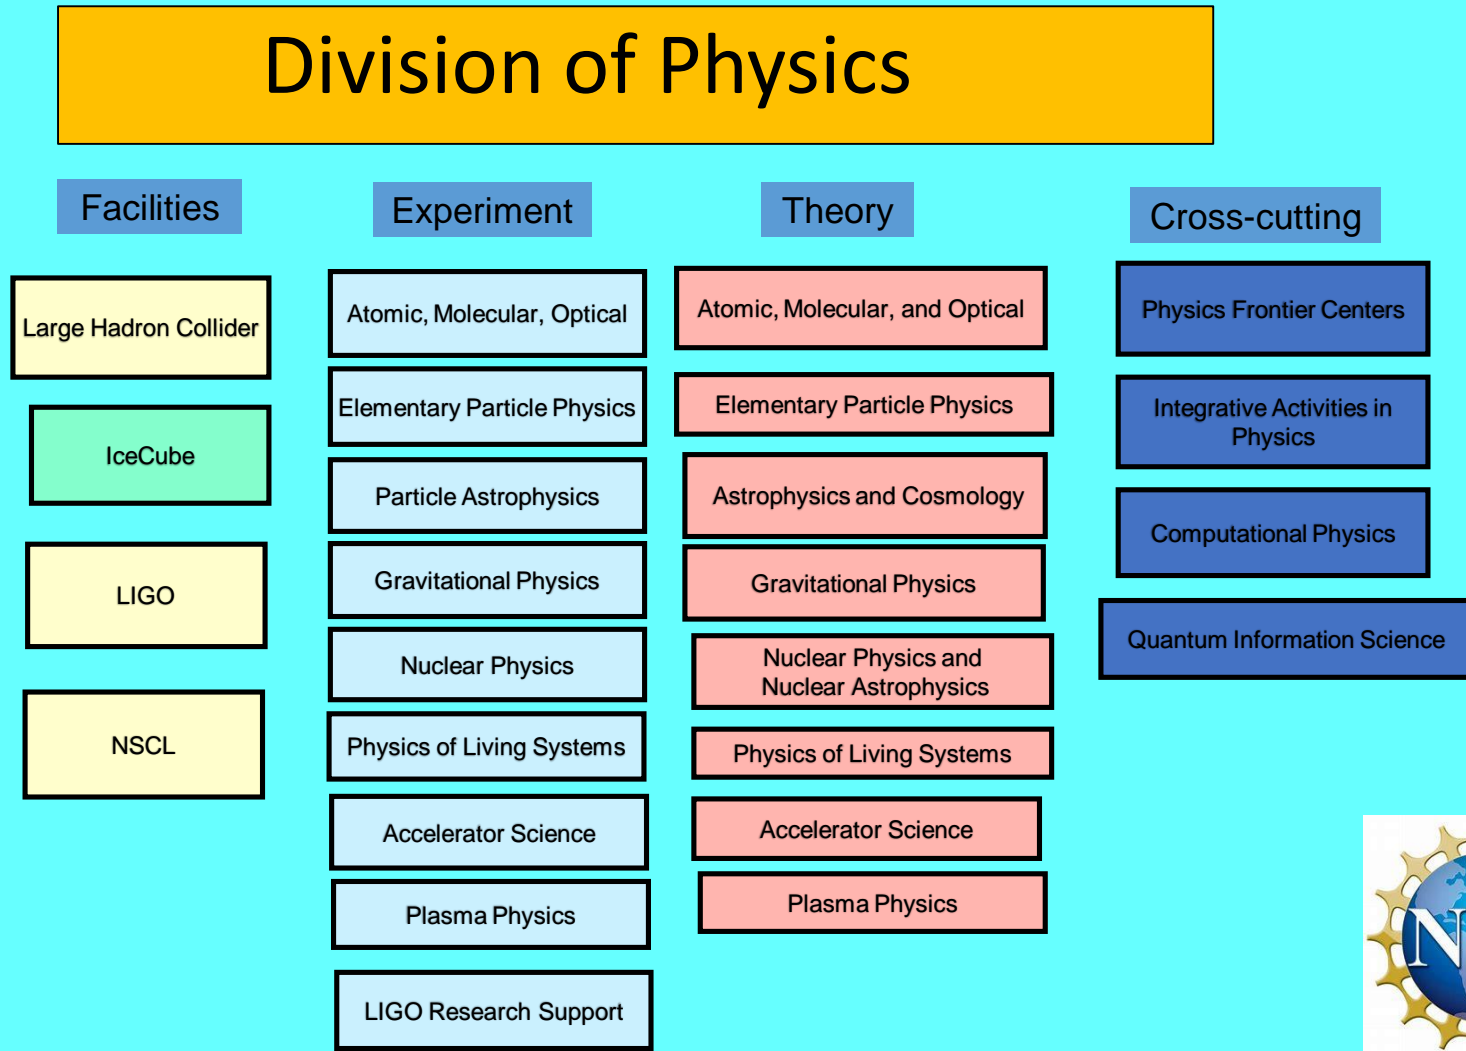 Division of Physics
Facilities
Large Hadron Collider
IceCube
LIGO
NSCL
Experiment
Atomic, Molecular, Optical
Elementary Particle Physics
Particle Astrophysics
Gravitational Physics
Nuclear Physics
Physics of Living Systems
Accelerator Science
Plasma Physics
LIGO Research Support
Theory
Atomic, Molecular, and Optical
Elementary Particle Physics
Astrophysics and Cosmology
Gravitational Physics
Nuclear Physics and
Nuclear Astrophysics
Physics of Living Systems
Accelerator Science
Plasma Physics
Cross-cutting
Physics Frontier Centers
Integrative Activities in
Physics
Computational Physics
Quantum Information Science